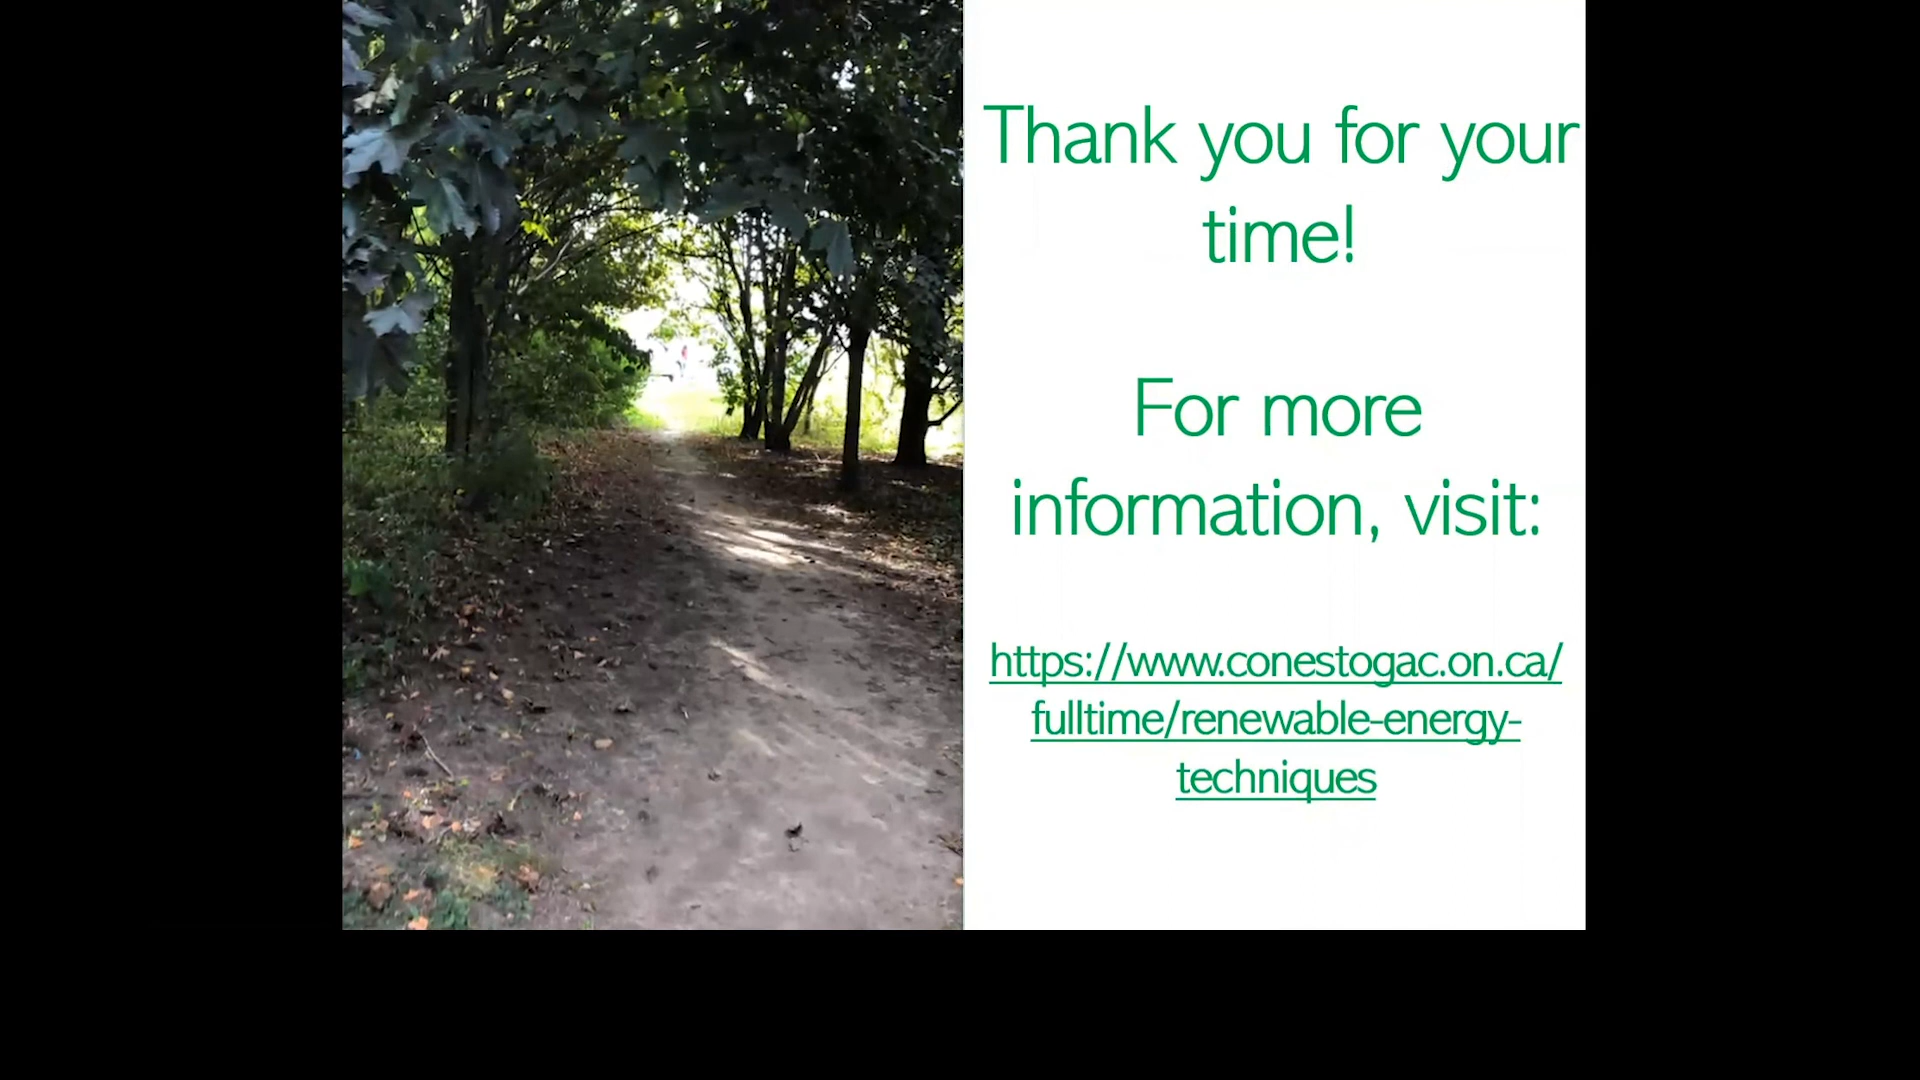 Thank you for your
time!
For more
information, visit:
https://www.conestogac.on.ca/
fulltime/renewable-energy-
techniques